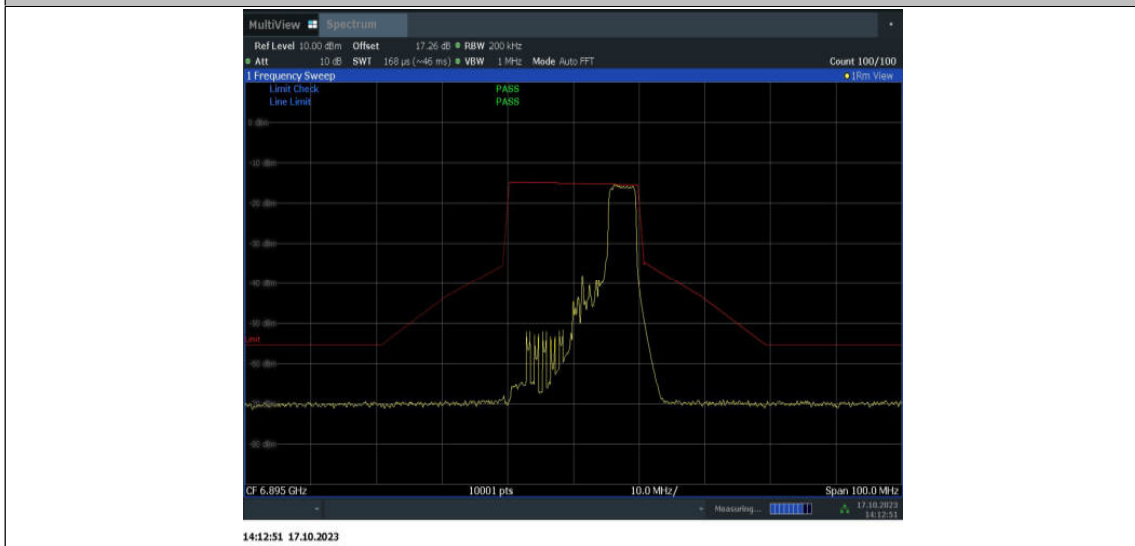 MultiView Spectrum
Ref Level 10.00 dBm Offset 17.26 dB RBW 200 kHz
Att 10 dB SWT 168 µs (~46 ms) VBW 1 MHz Mode Auto FFT Count 100/100
1 Frequency Sweep 1Rm View
Limit Check PASS
Line Limit PASS
0 dBm
-10 dBm
-20 dBm
-30 dBm
-40 dBm
-50 dBm
-60 dBm
-70 dBm
-80 dBm
CF 6.895 GHz 10001 pts 10.0 MHz/ Span 100.0 MHz
Measuring... 17.10.2023
14:12:51
14:12:51 17.10.2023